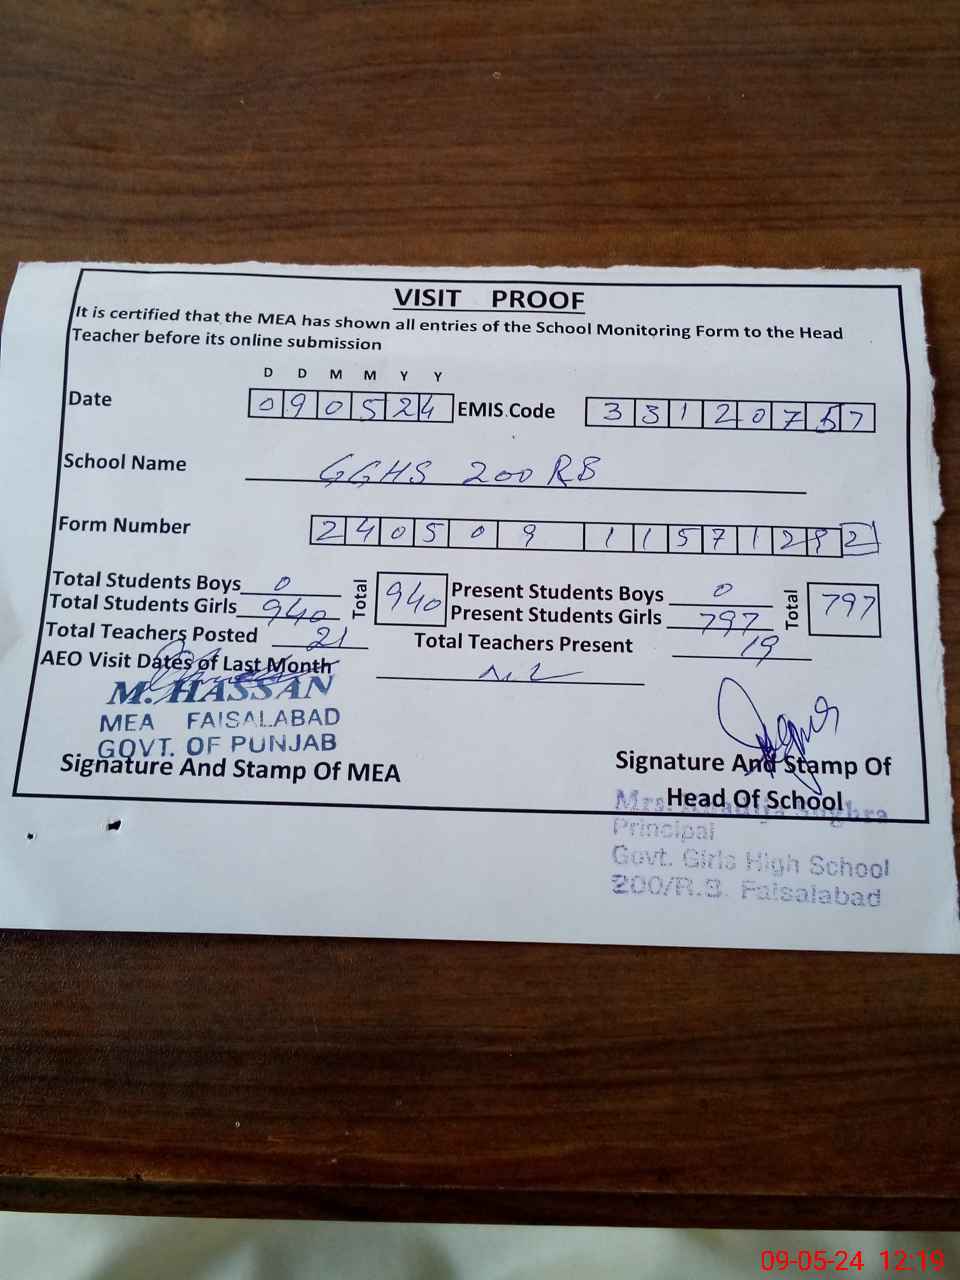 VISIT PROOF
It is certified that the MEA has shown all entries of the School Monitoring Form to the Head
Teacher before its online submission
D D M M Y Y
Date 0 9 0 5 2 4 EMIS Code 3 3 1 2 0 7 5 7
School Name GGHS 200 RB
Form Number 2 4 0 5 0 9 1 1 5 7 1 2 2
Total Students Boys 0 Total 940 Present Students Boys 0 Total 797
Total Students Girls 940 Present Students Girls 797
Total Teachers Posted 21 Total Teachers Present 19
AEO Visit Dates of Last Month
M. HASSAN
MEA FAISALABAD
GOVT. OF PUNJAB
Signature And Stamp Of MEA
Signature And Stamp Of
Head Of School
Mrs. Sughra
Principal
Govt. Girls High School
200/R.B. Faisalabad
09-05-24 12:19